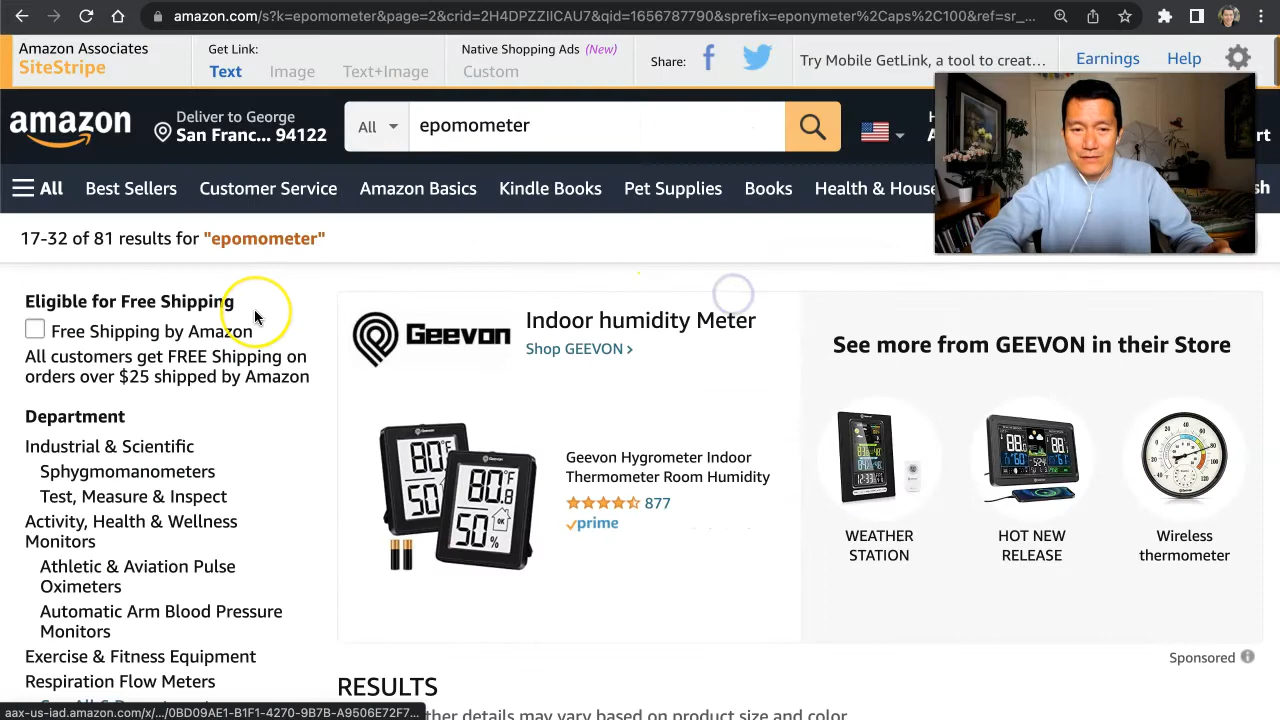 amazon.com/s?k=epomometer&page=2&crid=2H4DPZZIICAU7&qid=1656787790&sprefix=eponymeter%2Caps%2C100&ref=sr_...
Amazon Associates
SiteStripe
Get Link:
Text
Image
Text+Image
Native Shopping Ads (New)
Custom
Share:
Try Mobile GetLink, a tool to creat...
Earnings
Help
amazon
Deliver to George
San Franc... 94122
All
epomometer
All
Best Sellers
Customer Service
Amazon Basics
Kindle Books
Pet Supplies
Books
Health & House
17-32 of 81 results for "epomometer"
Eligible for Free Shipping
Free Shipping by Amazon
All customers get FREE Shipping on
orders over $25 shipped by Amazon
Department
Industrial & Scientific
Sphygmomanometers
Test, Measure & Inspect
Activity, Health & Wellness
Monitors
Athletic & Aviation Pulse
Oximeters
Automatic Arm Blood Pressure
Monitors
Exercise & Fitness Equipment
Respiration Flow Meters
aax-us-iad.amazon.com/x/.../0BD09AE1-B1F1-4270-9B7B-A9506E72F7...
Geevon
Indoor humidity Meter
Shop GEEVON ›
Geevon Hygrometer Indoor
Thermometer Room Humidity
877
prime
80.8°F
50%
OK
See more from GEEVON in their Store
WEATHER
STATION
HOT NEW
RELEASE
Wireless
thermometer
Sponsored
RESULTS
ther details may vary based on product size and color